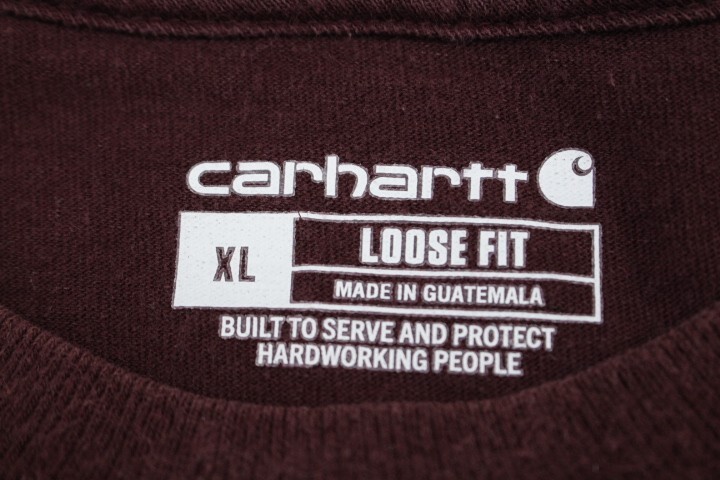 carhartt
XL
LOOSE FIT
MADE IN GUATEMALA
BUILT TO SERVE AND PROTECT
HARDWORKING PEOPLE